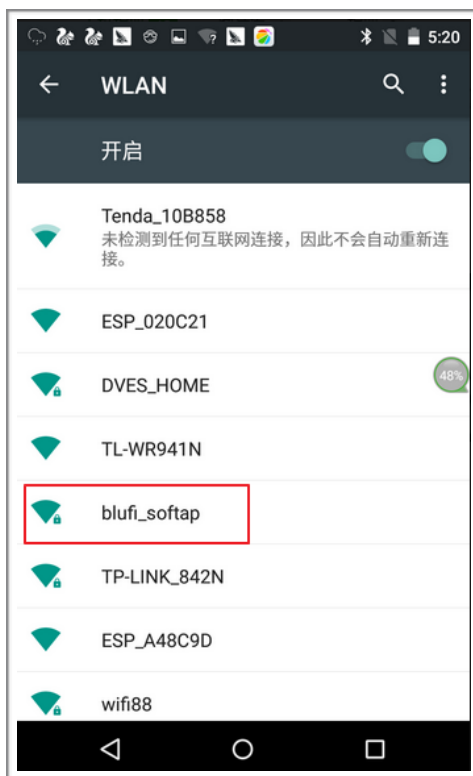 5:20
WLAN
开启
Tenda_10B858
未检测到任何互联网连接，因此不会自动重新连
接。
ESP_020C21
DVES_HOME
48%
TL-WR941N
blufi_softap
TP-LINK_842N
ESP_A48C9D
wifi88